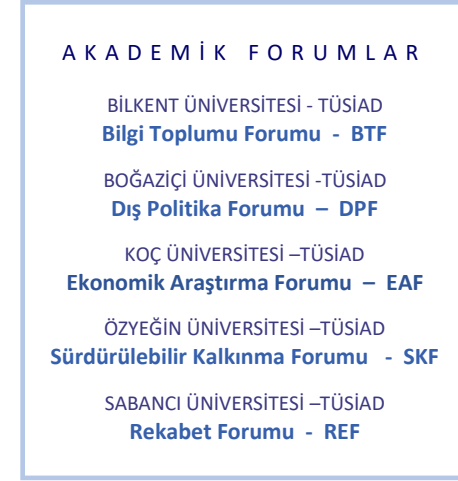 AKADEMİK FORUMLAR
BİLKENT ÜNİVERSİTESİ - TÜSİAD
Bilgi Toplumu Forumu - BTF
BOĞAZİÇİ ÜNİVERSİTESİ -TÜSİAD
Dış Politika Forumu – DPF
KOÇ ÜNİVERSİTESİ –TÜSİAD
Ekonomik Araştırma Forumu – EAF
ÖZYEĞİN ÜNİVERSİTESİ –TÜSİAD
Sürdürülebilir Kalkınma Forumu - SKF
SABANCI ÜNİVERSİTESİ –TÜSİAD
Rekabet Forumu - REF